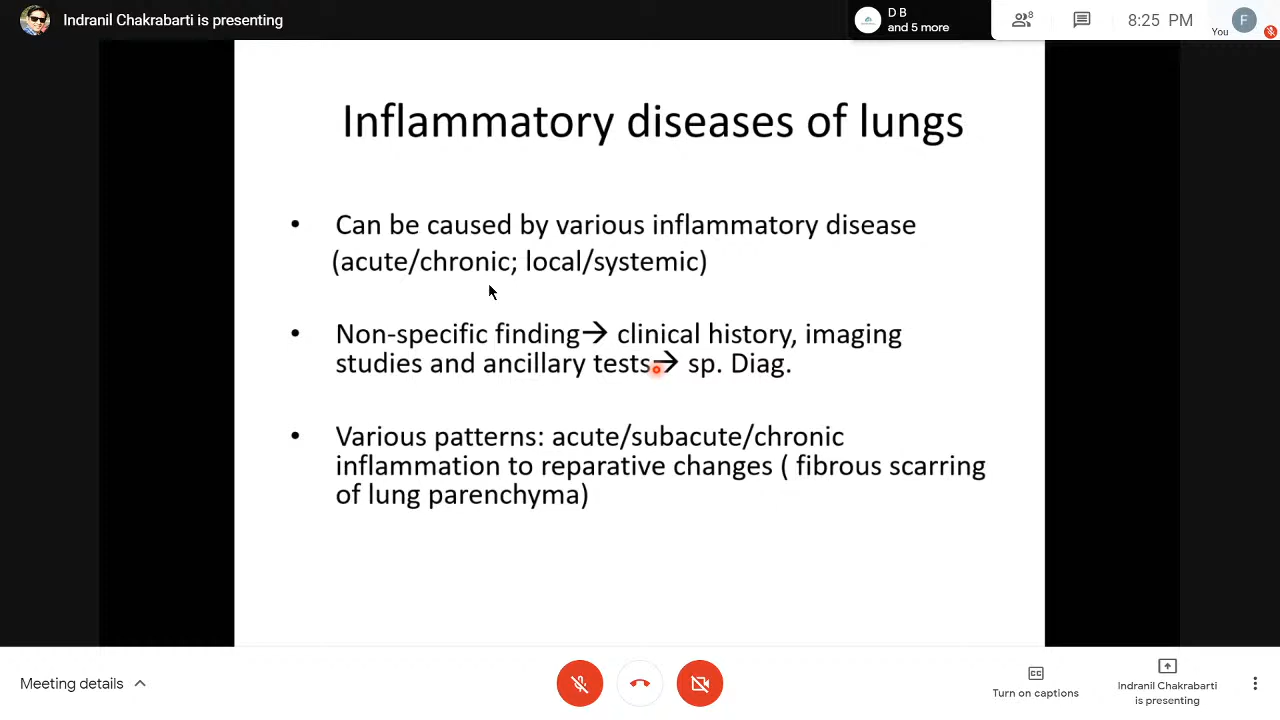 Indranil Chakrabarti is presenting
D B
and 5 more
8
8:25 PM
You
F
Inflammatory diseases of lungs
• Can be caused by various inflammatory disease
(acute/chronic; local/systemic)
• Non-specific finding→ clinical history, imaging
studies and ancillary tests→ sp. Diag.
• Various patterns: acute/subacute/chronic
inflammation to reparative changes ( fibrous scarring
of lung parenchyma)
Meeting details
CC
Turn on captions
Indranil Chakrabarti
is presenting